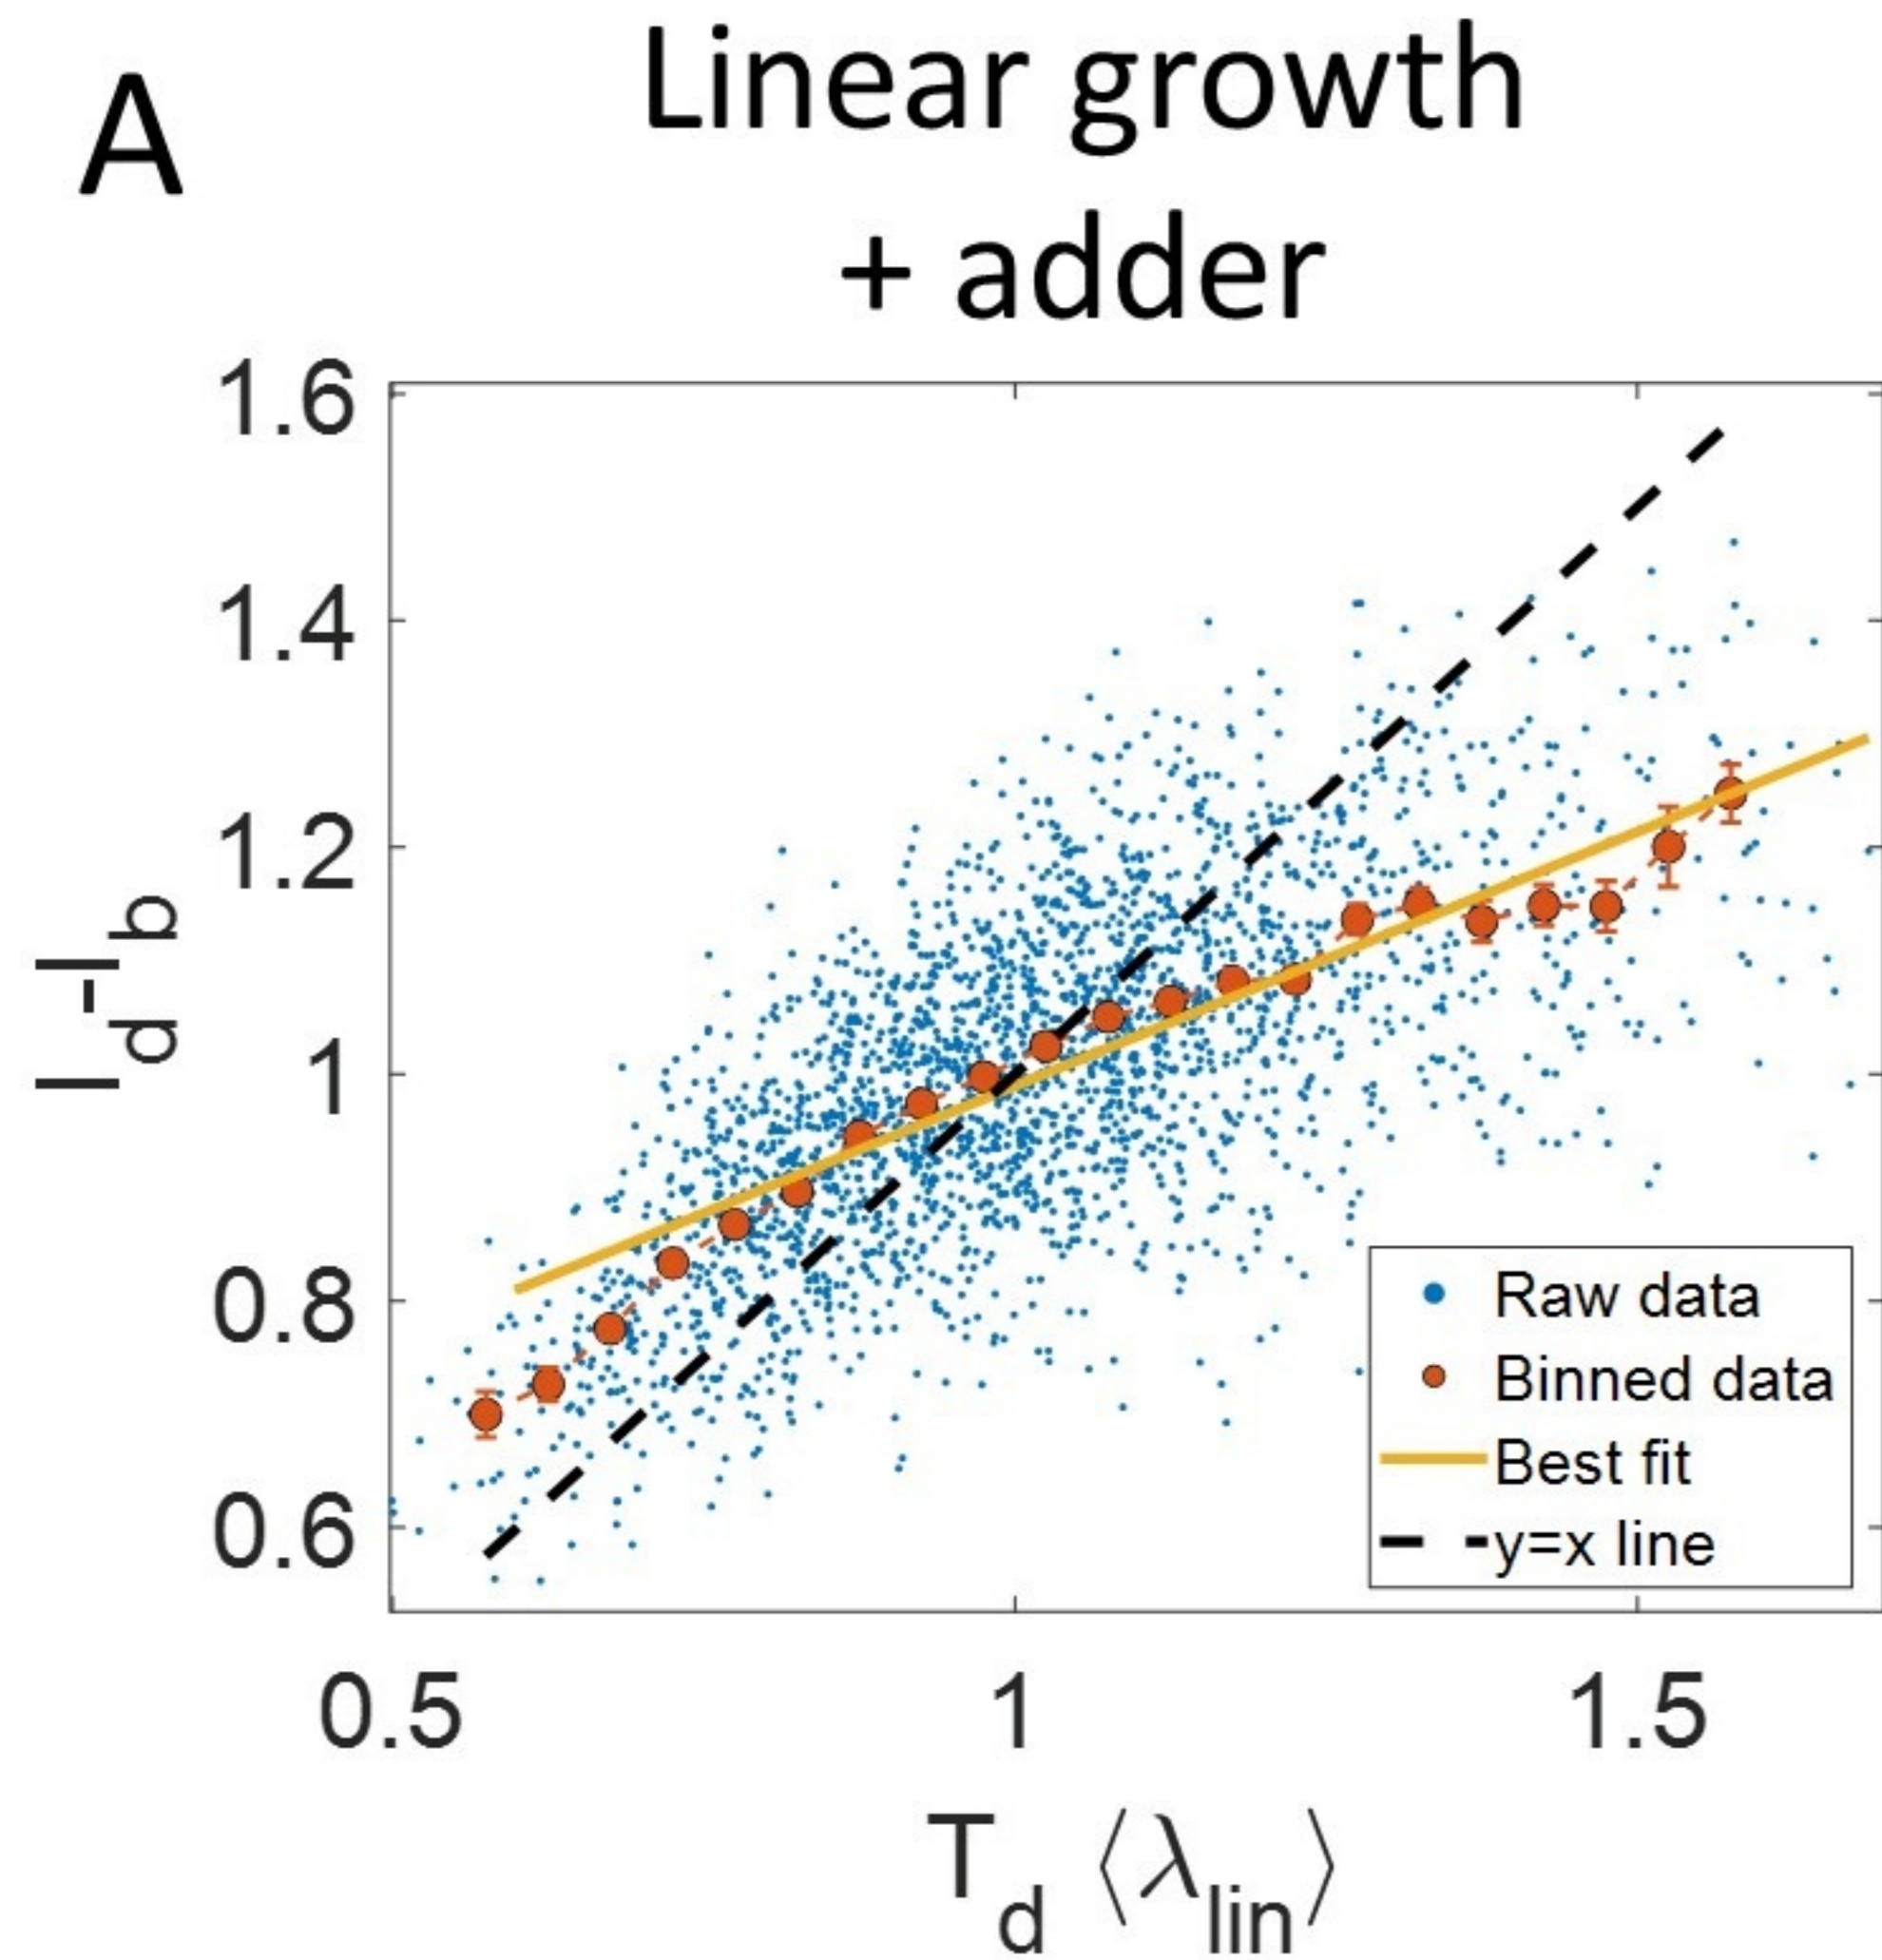 A
Linear growth
+ adder
1.6
1.4
1.2
1
0.8
0.6
l_d-l_b
Raw data
Binned data
Best fit
y=x line
0.5
1
1.5
T_d ⟨λ_lin⟩